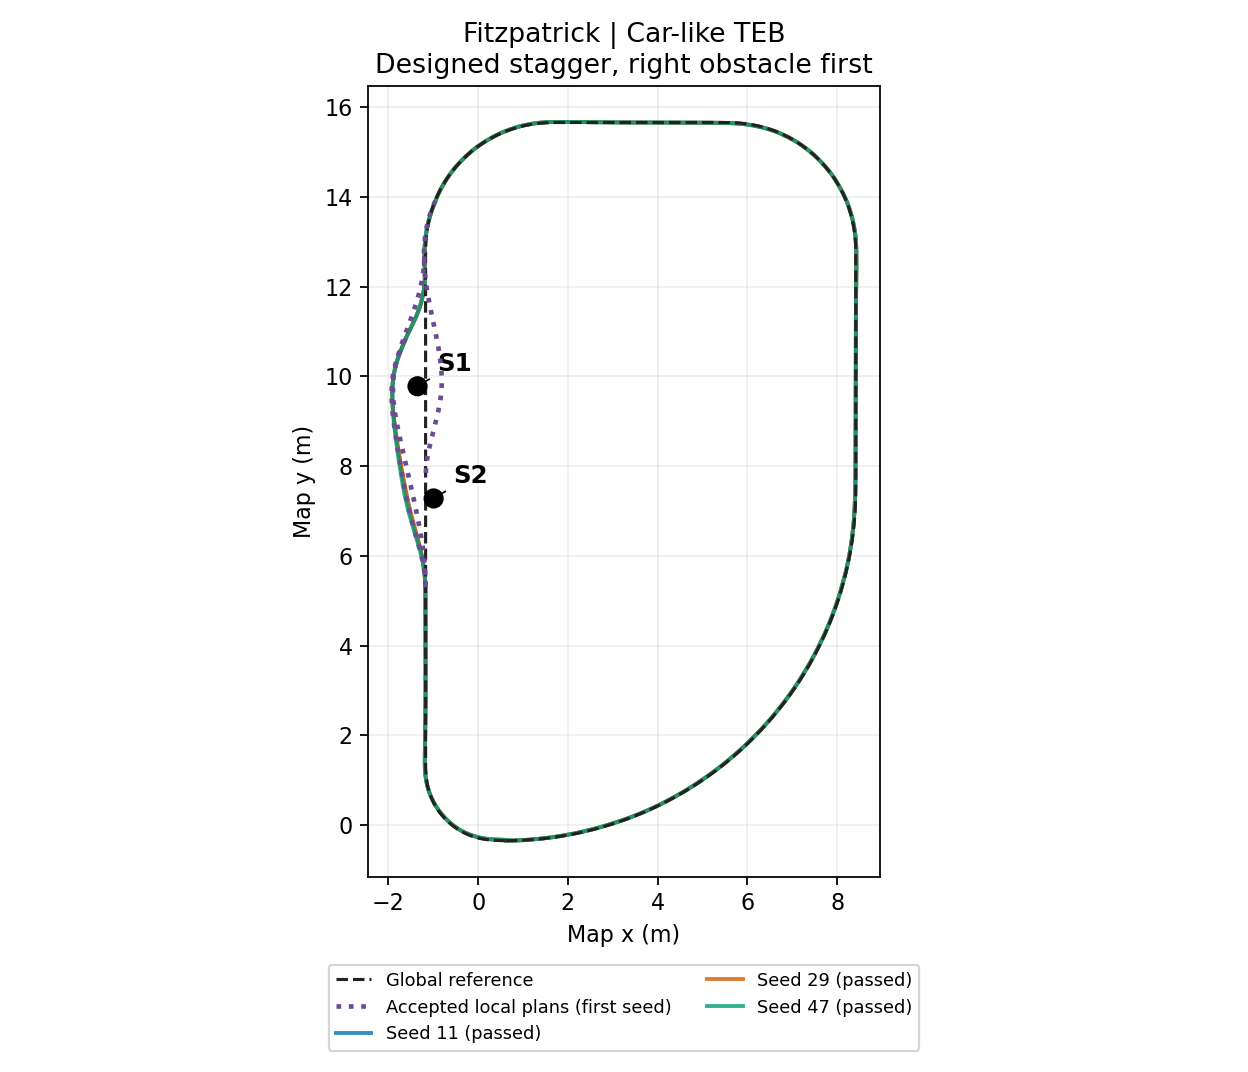 Fitzpatrick | Car-like TEB
Designed stagger, right obstacle first
Map y (m)
16
14
12
10
8
6
4
2
0
S1
S2
−2
0
2
4
6
8
Map x (m)
Global reference
Accepted local plans (first seed)
Seed 11 (passed)
Seed 29 (passed)
Seed 47 (passed)